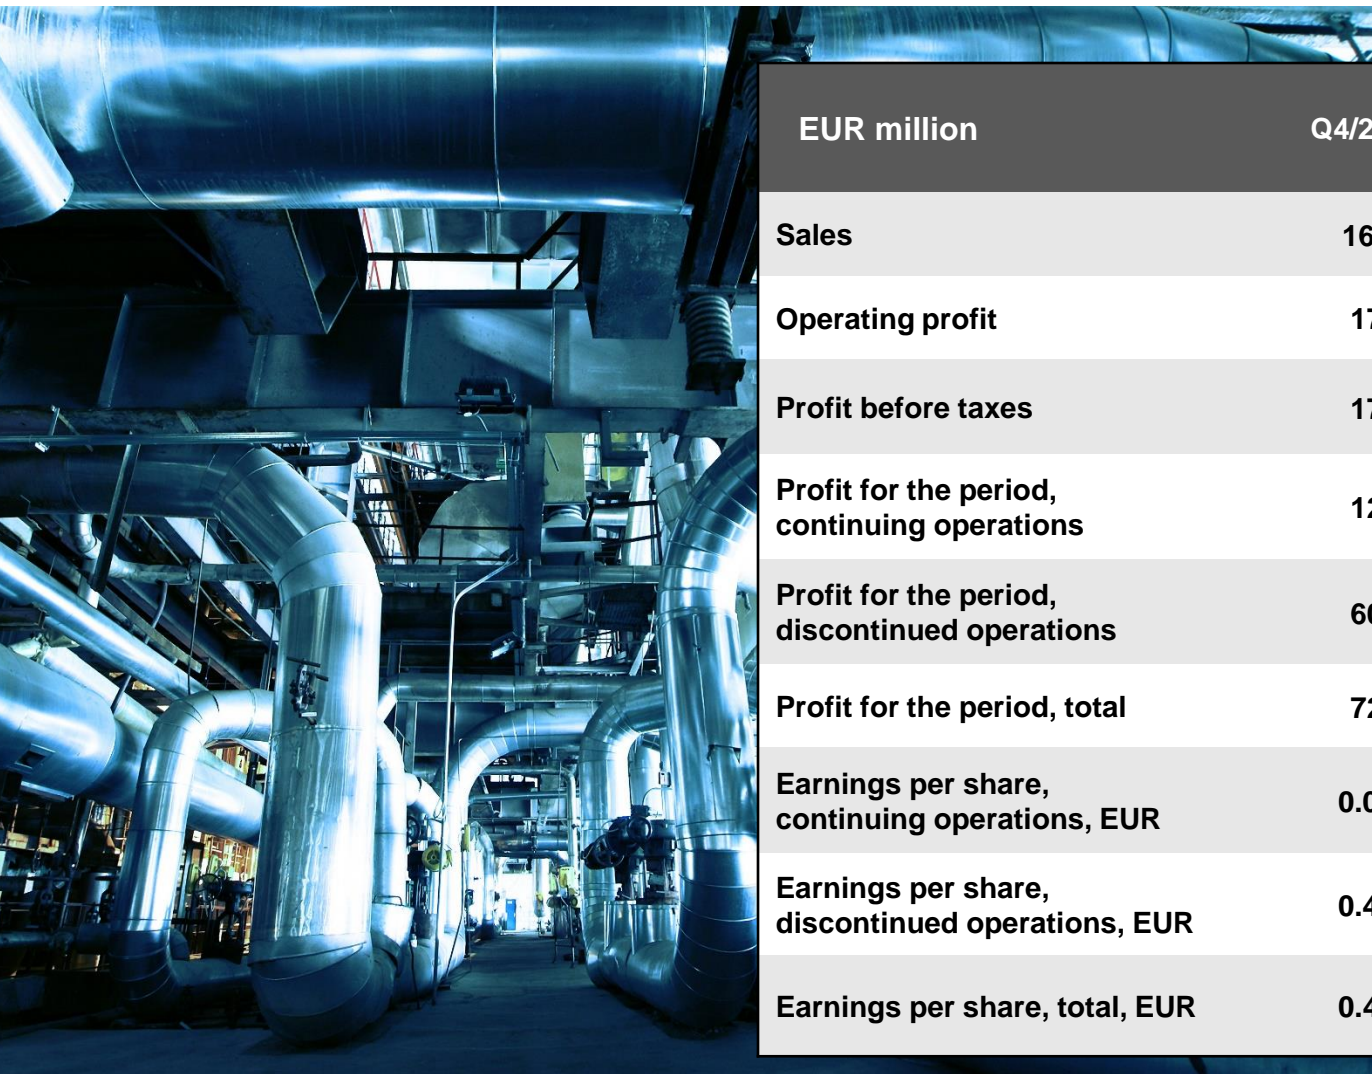 EUR million Q4/2
Sales 16
Operating profit 17
Profit before taxes 17
Profit for the period,
continuing operations 12
Profit for the period,
discontinued operations 60
Profit for the period, total 72
Earnings per share,
continuing operations, EUR 0.0
Earnings per share,
discontinued operations, EUR 0.4
Earnings per share, total, EUR 0.4